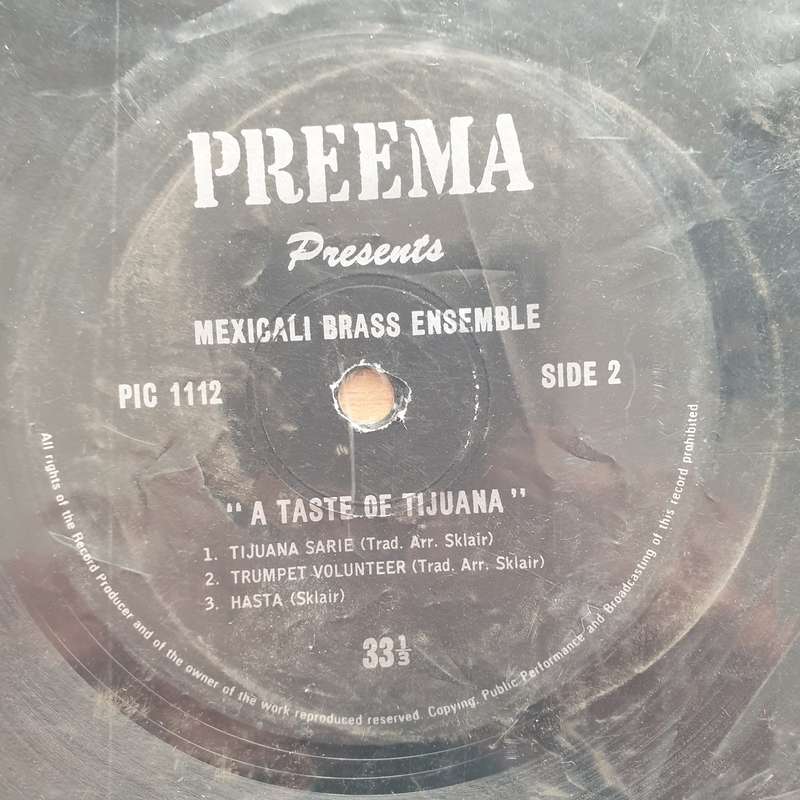 PREEMA
Presents
MEXICALI BRASS ENSEMBLE
PIC 1112
SIDE 2
"A TASTE OF TIJUANA"
1. TIJUANA SARIE (Trad. Arr. Sklair)
2. TRUMPET VOLUNTEER (Trad. Arr. Sklair)
3. HASTA (Sklair)
33⅓
All rights of the Record Producer and of the owner of the work reproduced reserved. Copying, Public Performance and Broadcasting of this record prohibited